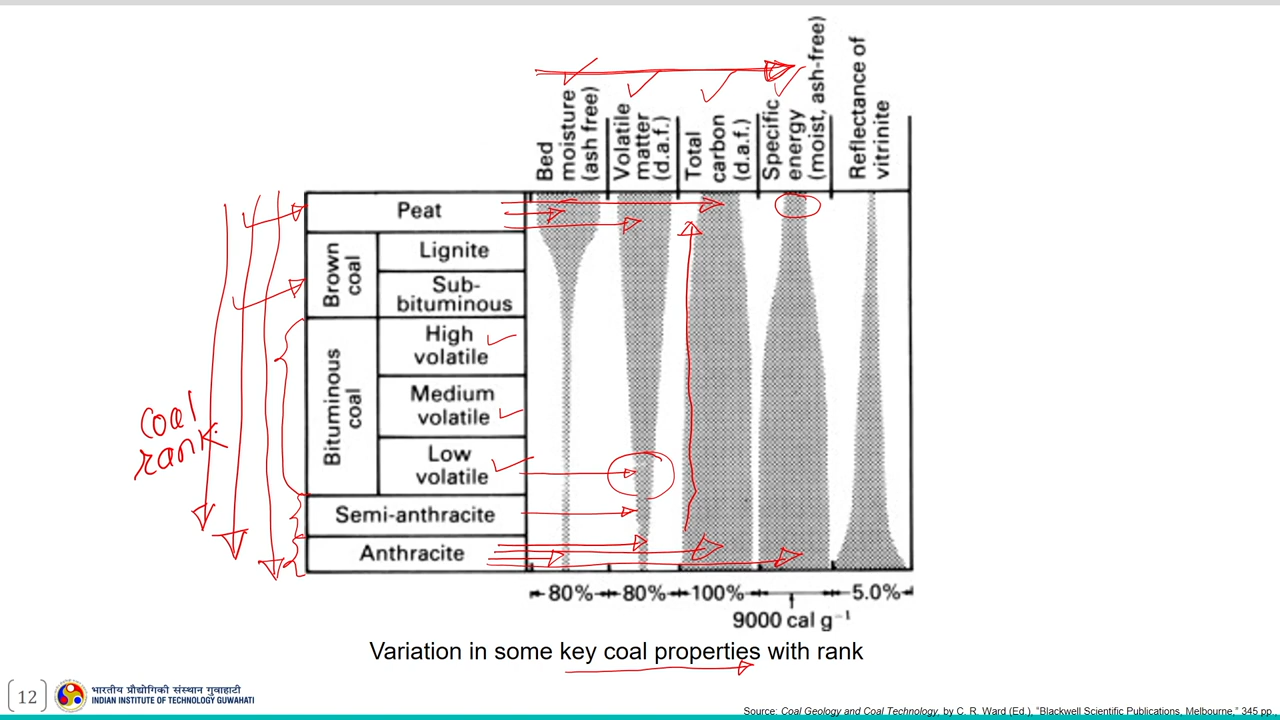 Bed
moisture
(ash free)
Volatile
matter
(d.a.f.)
Total
carbon
(d.a.f.)
Specific
energy
(moist, ash-free)
Reflectance of
vitrinite
Peat
Brown
coal
Lignite
Sub-
bituminous
Bituminous
coal
High
volatile
Medium
volatile
Low
volatile
Semi-anthracite
Anthracite
coal
rank
80% 80% 100% 5.0%
9000 cal g⁻¹
Variation in some key coal properties with rank
12
भारतीय प्रौद्योगिकी संस्थान गुवाहाटी
INDIAN INSTITUTE OF TECHNOLOGY GUWAHATI
Source: Coal Geology and Coal Technology, by C. R. Ward (Ed.), "Blackwell Scientific Publications, Melbourne," 345 pp.